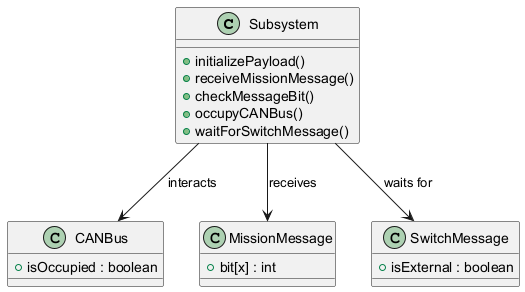 C Subsystem
initializePayload()
receiveMissionMessage()
checkMessageBit()
occupyCANBus()
waitForSwitchMessage()
interacts
receives
waits for
C CANBus
isOccupied : boolean
C MissionMessage
bit[x] : int
C SwitchMessage
isExternal : boolean